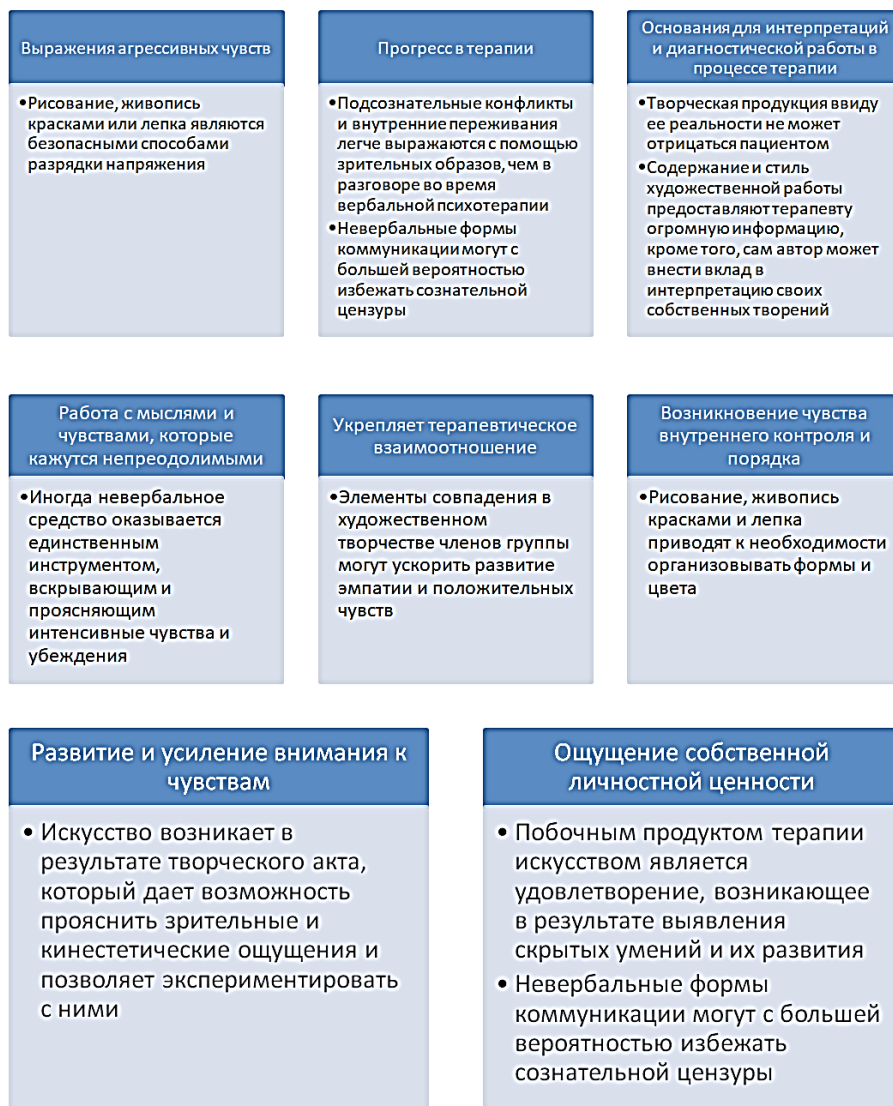 Выражения агрессивных чувств
•Рисование, живопись
красками или лепка являются
безопасными способами
разрядки напряжения
Прогресс в терапии
•Подсознательные конфликты
и внутренние переживания
легче выражаются с помощью
зрительных образов, чем в
разговоре во время
вербальной психотерапии
•Невербальные формы
коммуникации могут с
большей вероятностью
избежать сознательной
цензуры
Основания для интерпретаций
и диагностической работы в
процессе терапии
•Творческая продукция ввиду
ее реальности не может
отрицаться пациентом
•Содержание и стиль
художественной работы
предоставляют терапевту
огромную информацию,
кроме того, сам автор может
внести вклад в
интерпретацию своих
собственных творений
Работа с мыслями и
чувствами, которые
кажутся непреодолимыми
•Иногда невербальное
средство оказывается
единственным
инструментом,
вскрывающим и
проясняющим
интенсивные чувства и
убеждения
Укрепляет терапевтическое
взаимоотношение
•Элементы совпадения в
художественном
творчестве членов группы
могут ускорить развитие
эмпатии и положительных
чувств
Возникновение чувства
внутреннего контроля и
порядка
•Рисование, живопись
красками и лепка
приводят к необходимости
организовывать формы и
цвета
Развитие и усиление внимания к
чувствам
• Искусство возникает в
результате творческого акта,
который дает возможность
прояснить зрительные и
кинестетические ощущения и
позволяет экспериментировать
с ними
Ощущение собственной
личностной ценности
• Побочным продуктом терапии
искусством является
удовлетворение, возникающее
в результате выявления
скрытых умений и их развития
• Невербальные формы
коммуникации могут с большей
вероятностью избежать
сознательной цензуры